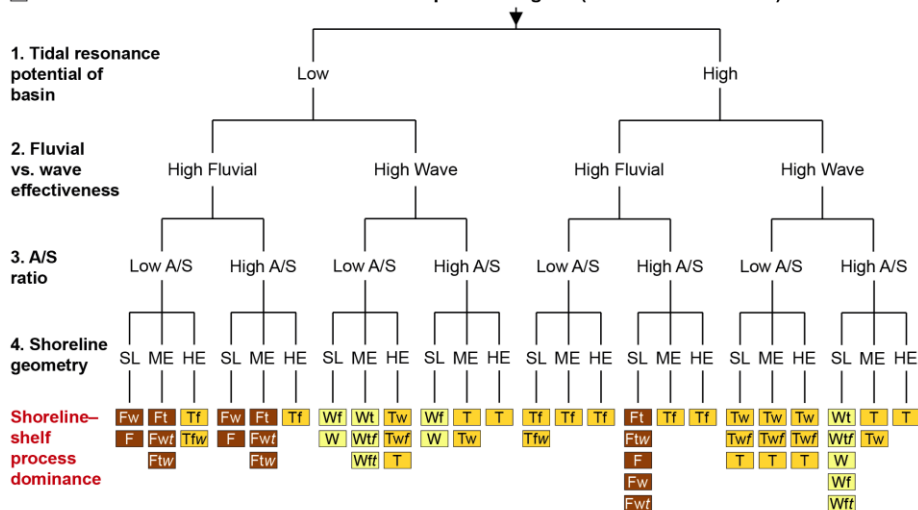 1. Tidal resonance
potential of
basin
Low
High
2. Fluvial
vs. wave
effectiveness
High Fluvial
High Wave
High Fluvial
High Wave
3. A/S
ratio
Low A/S
High A/S
Low A/S
High A/S
Low A/S
High A/S
Low A/S
High A/S
4. Shoreline
geometry
SL ME HE SL ME HE SL ME HE SL ME HE SL ME HE SL ME HE SL ME HE SL ME HE
Shoreline–
shelf
process
dominance
Fw Ft Tf Fw Ft Tf Wf Wt Tw Wf T T Tf Tf Tf Ft Tf Tf Tw Tw Tw Wt T T
F Fwt Tfw F Fwt W Wtf Twf W Tw Tfw Ftw Twf Twf Twf Wtf Tw
Ftw Ftw Wft T F T T T W
Fw Wf
Fwt Wft